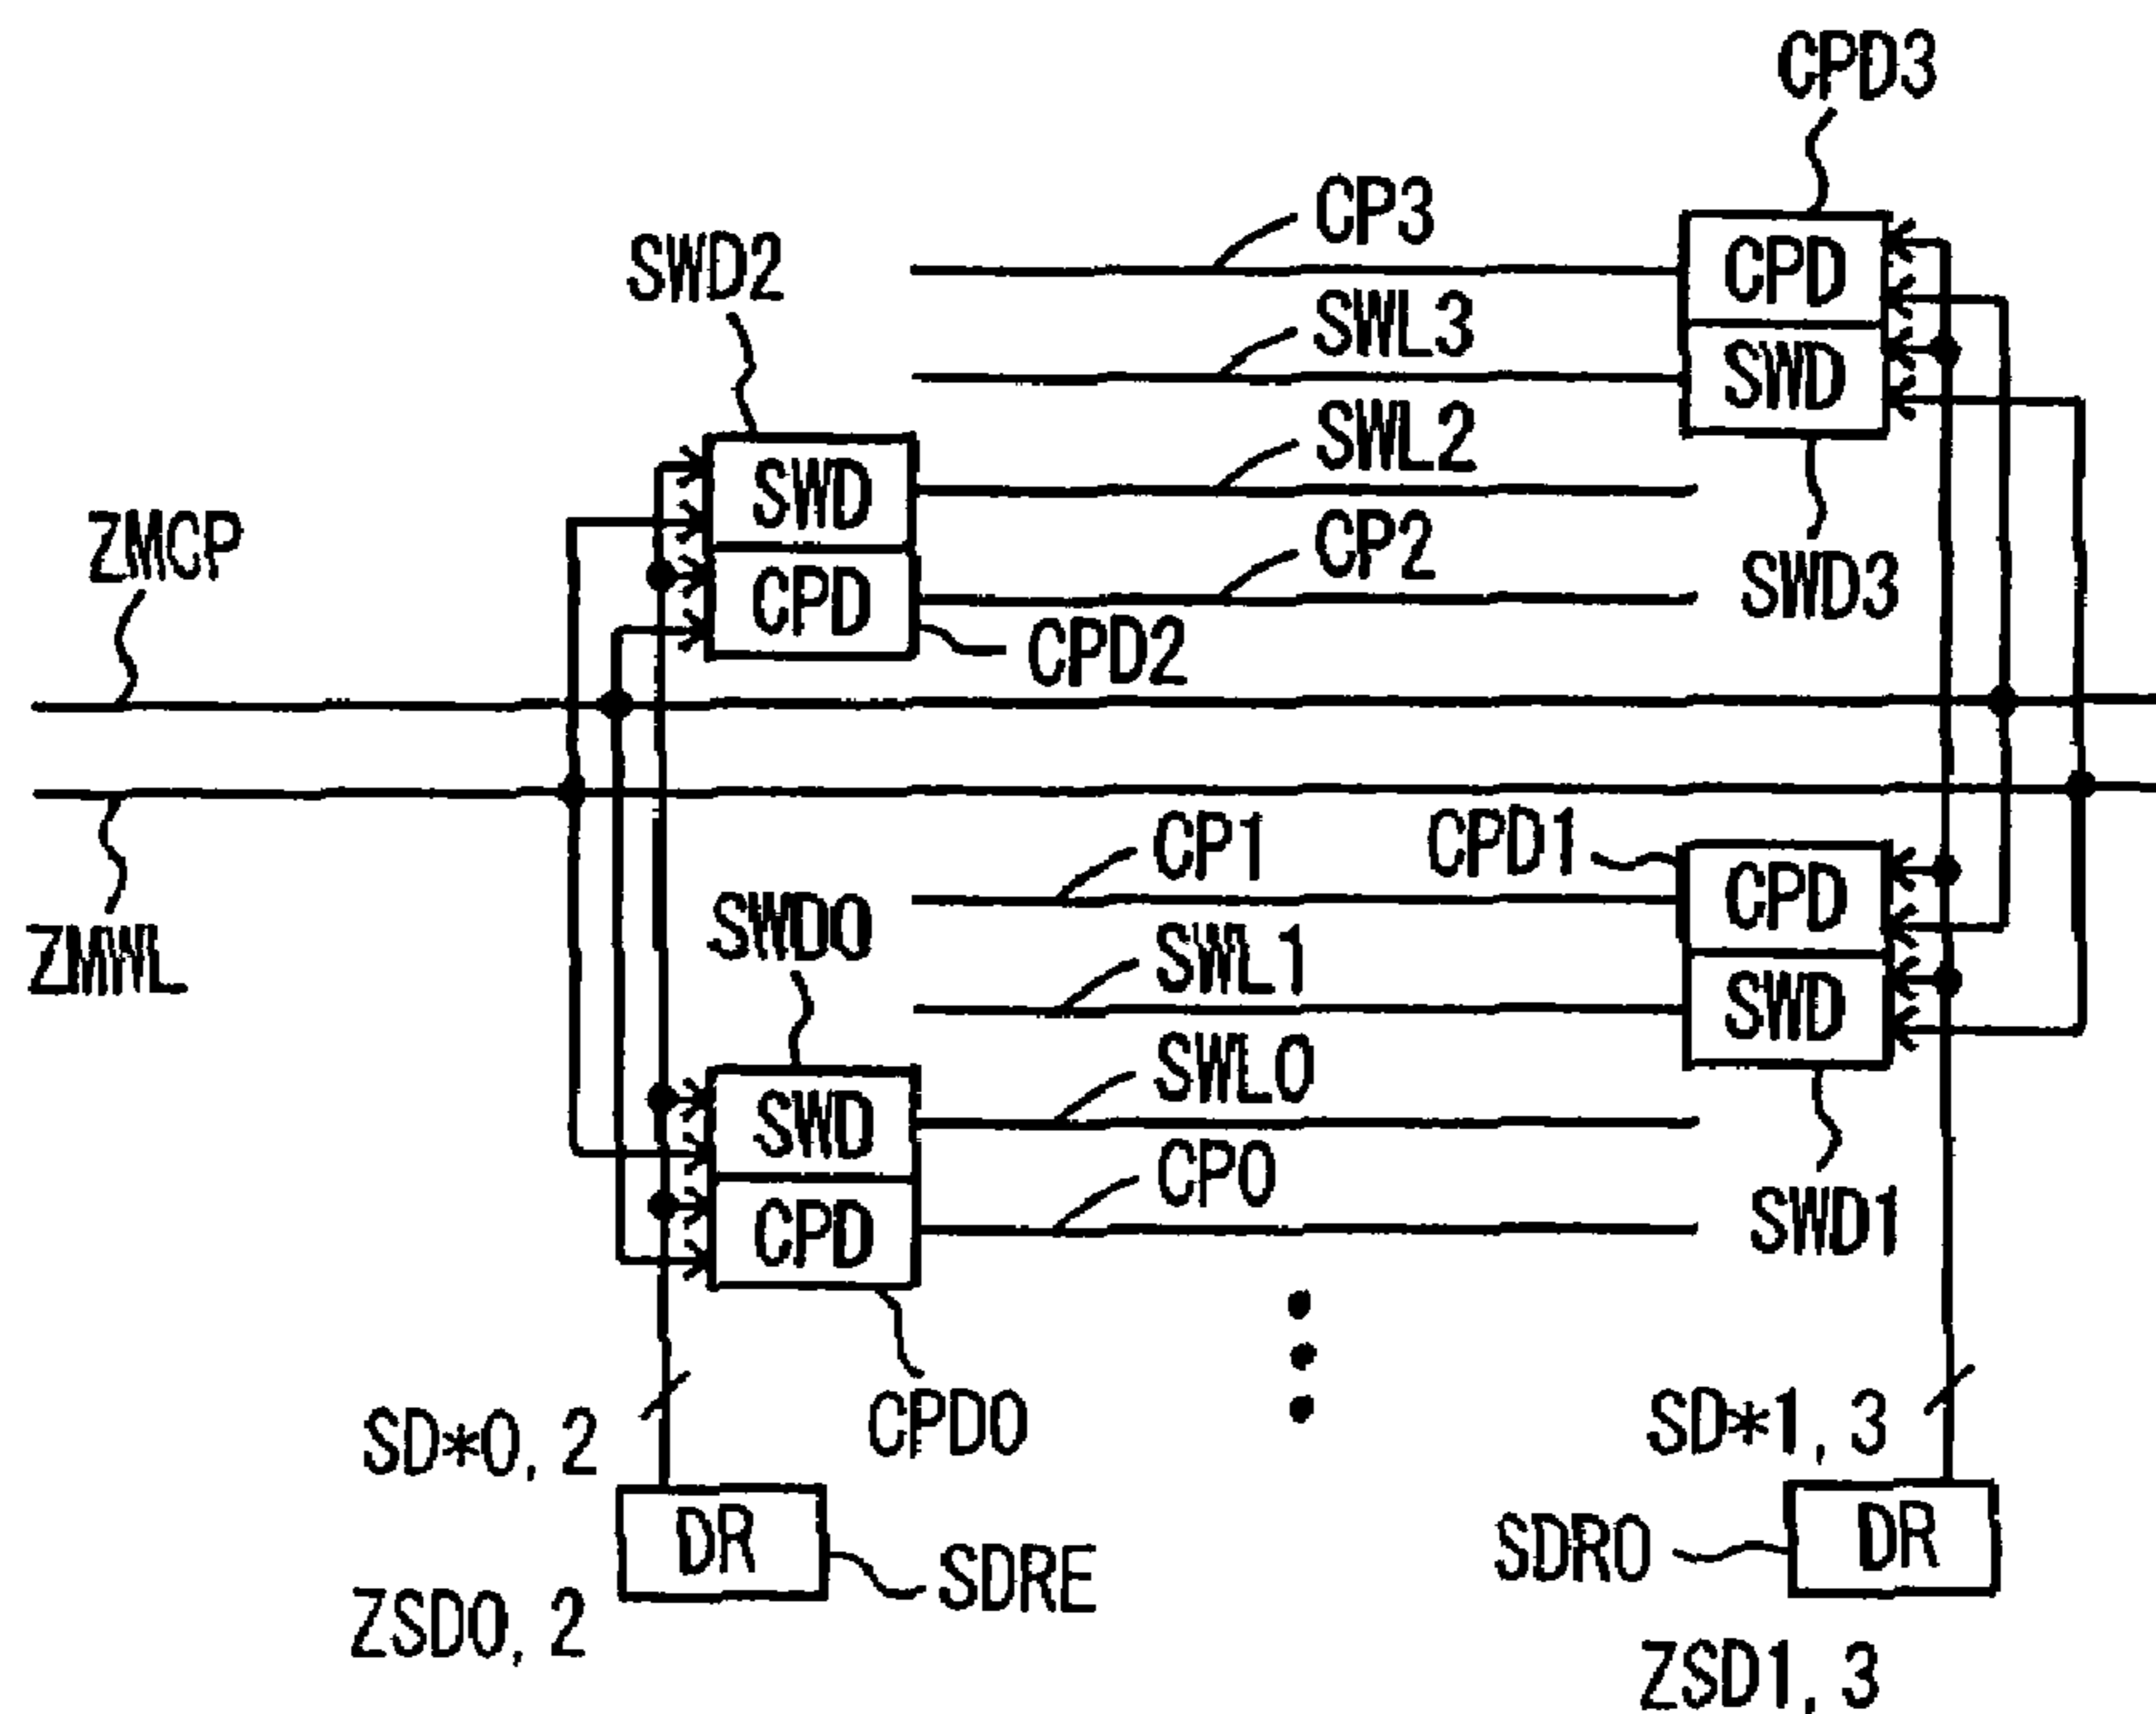 CPD3
CP3
SWD2
CPD
SWL3
SWD
SWL2
SWD
ZMCP
CP2
SWD3
CPD
CPD2
CP1
CPD1
CPD
SWD0
ZMWL
SWL1
SWD
SWL0
SWD
CP0
SWD1
CPD
CPD0
SD*0, 2
SD*1, 3
DR
DR
SDRE
SDRO
ZSD0, 2
ZSD1, 3